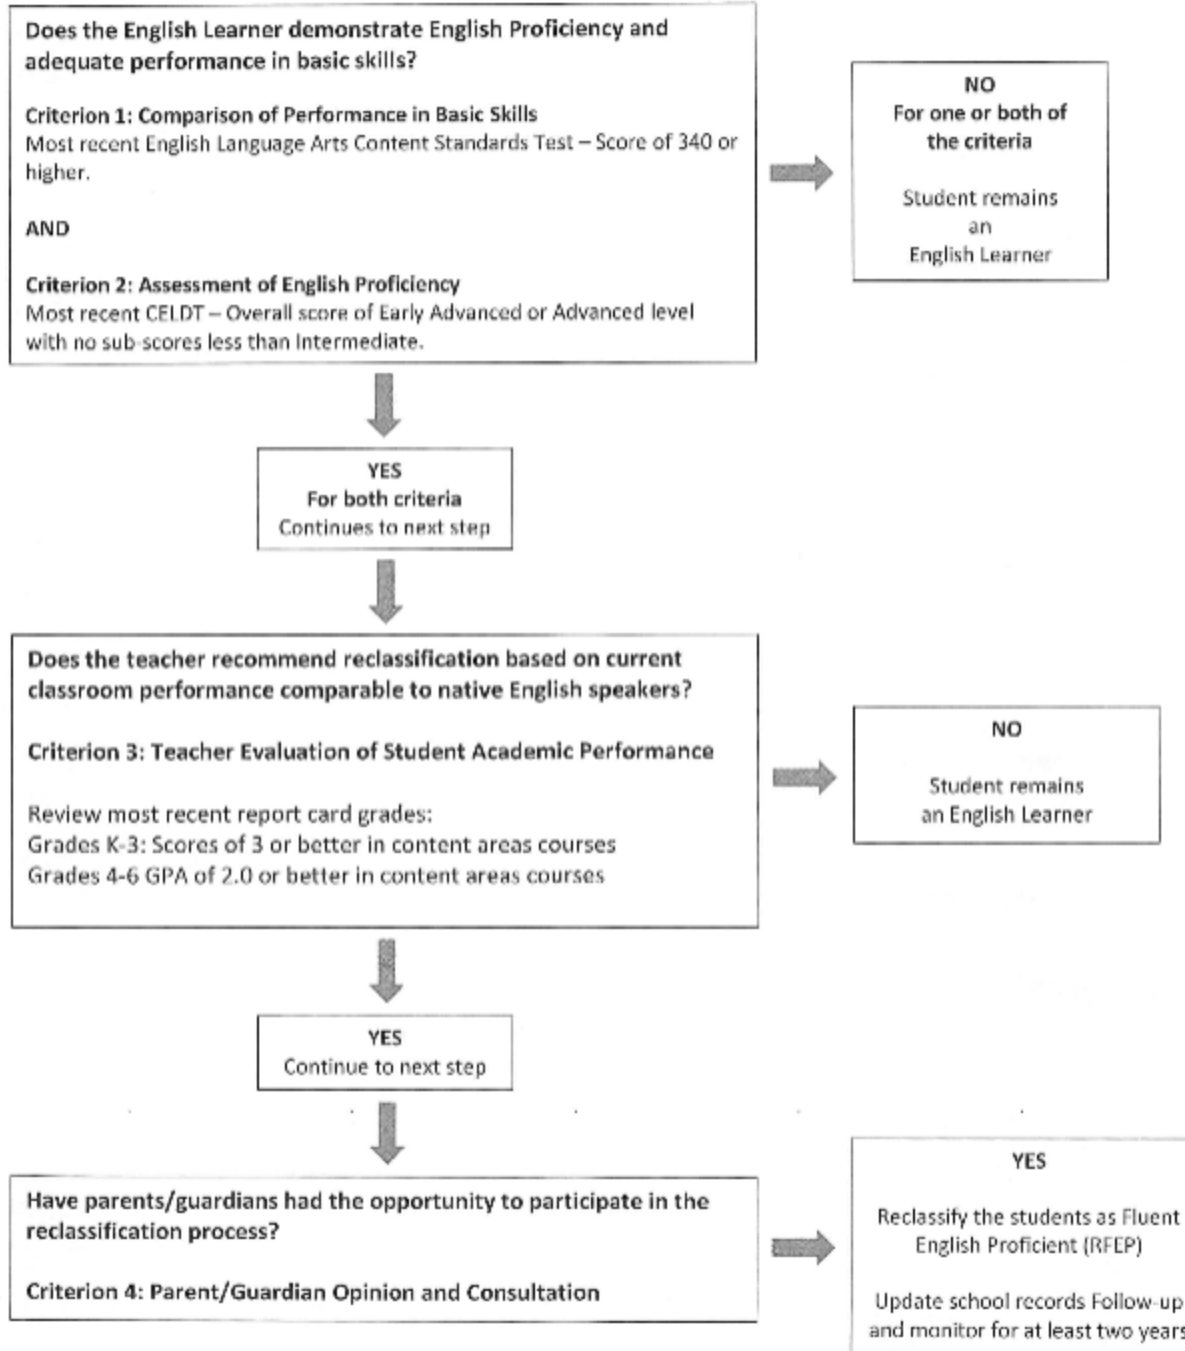 Does the English Learner demonstrate English Proficiency and
adequate performance in basic skills?
Criterion 1: Comparison of Performance in Basic Skills
Most recent English Language Arts Content Standards Test – Score of 340 or
higher.
AND
Criterion 2: Assessment of English Proficiency
Most recent CELDT – Overall score of Early Advanced or Advanced level
with no sub-scores less than Intermediate.
NO
For one or both of
the criteria
Student remains
an
English Learner
YES
For both criteria
Continues to next step
Does the teacher recommend reclassification based on current
classroom performance comparable to native English speakers?
Criterion 3: Teacher Evaluation of Student Academic Performance
Review most recent report card grades:
Grades K-3: Scores of 3 or better in content areas courses
Grades 4-6 GPA of 2.0 or better in content areas courses
NO
Student remains
an English Learner
YES
Continue to next step
Have parents/guardians had the opportunity to participate in the
reclassification process?
Criterion 4: Parent/Guardian Opinion and Consultation
YES
Reclassify the students as Fluent
English Proficient (RFEP)
Update school records Follow-up
and monitor for at least two years